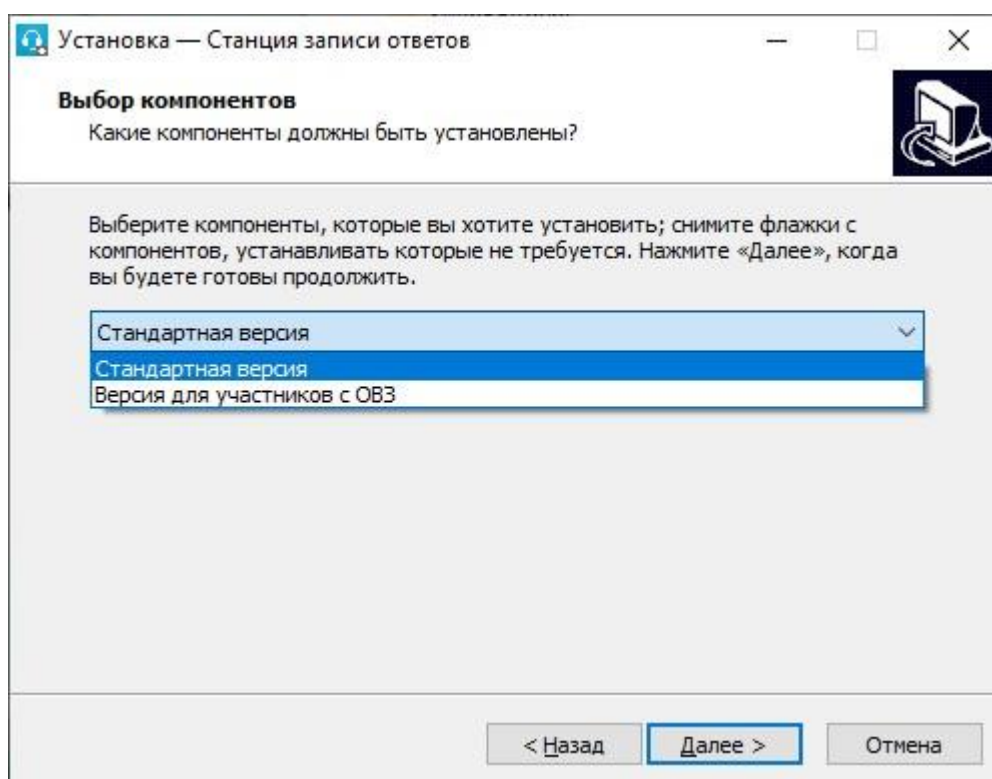 Установка — Станция записи ответов
Выбор компонентов
Какие компоненты должны быть установлены?
Выберите компоненты, которые вы хотите установить; снимите флажки с
компонентов, устанавливать которые не требуется. Нажмите «Далее», когда
вы будете готовы продолжить.
Стандартная версия
Стандартная версия
Версия для участников с ОВЗ
< Назад
Далее >
Отмена